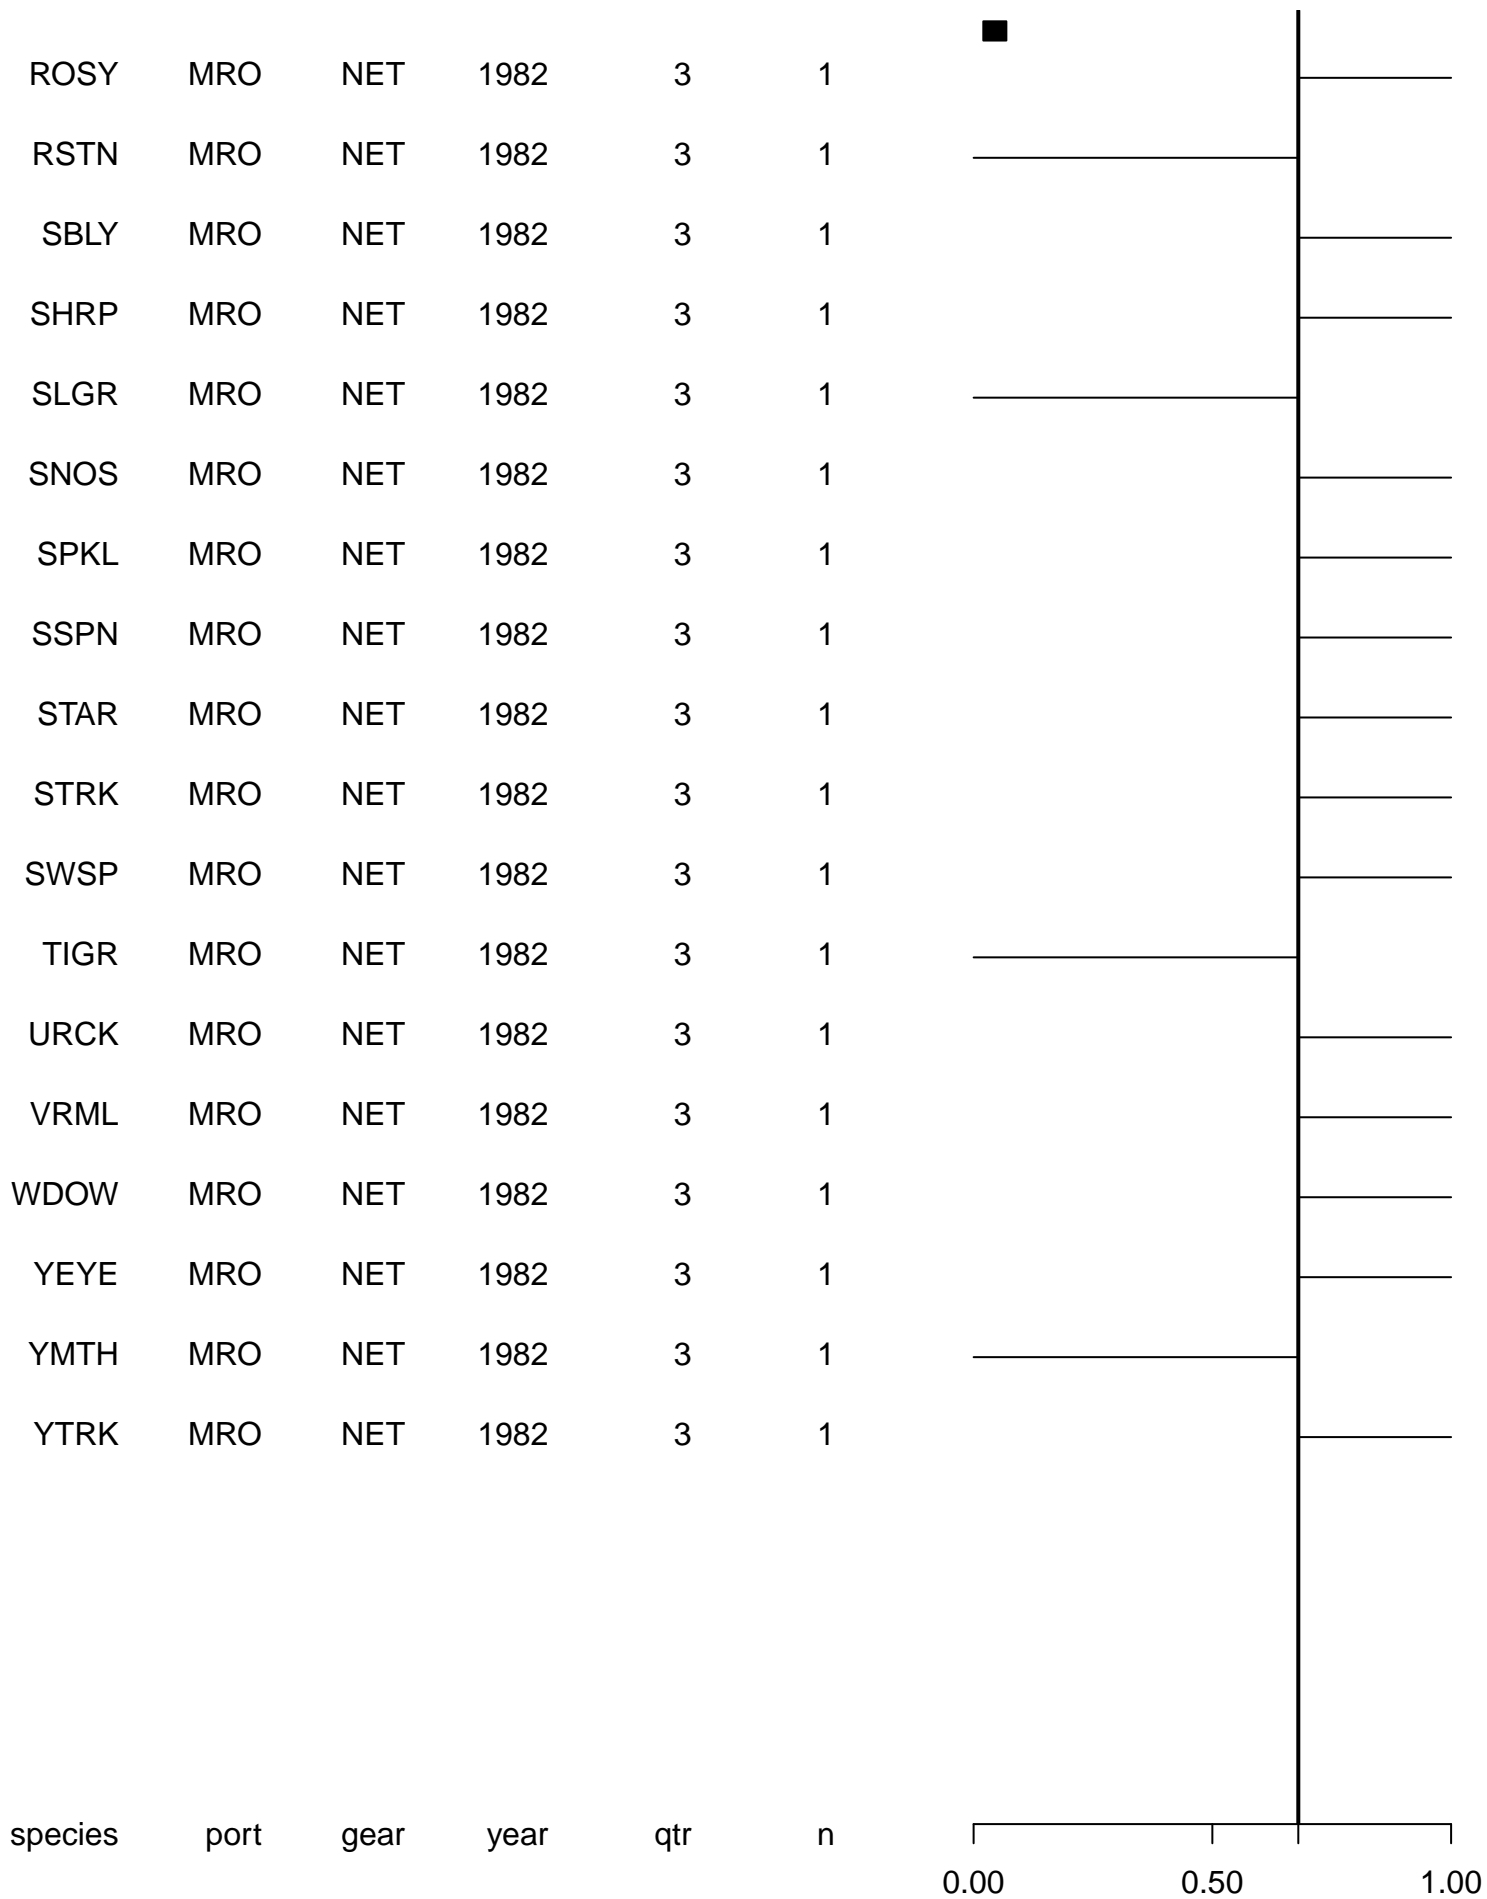 ROSY MRO NET 1982 3 1
RSTN MRO NET 1982 3 1
SBLY MRO NET 1982 3 1
SHRP MRO NET 1982 3 1
SLGR MRO NET 1982 3 1
SNOS MRO NET 1982 3 1
SPKL MRO NET 1982 3 1
SSPN MRO NET 1982 3 1
STAR MRO NET 1982 3 1
STRK MRO NET 1982 3 1
SWSP MRO NET 1982 3 1
TIGR MRO NET 1982 3 1
URCK MRO NET 1982 3 1
VRML MRO NET 1982 3 1
WDOW MRO NET 1982 3 1
YEYE MRO NET 1982 3 1
YMTH MRO NET 1982 3 1
YTRK MRO NET 1982 3 1
species port gear year qtr n
0.00 0.50 1.00